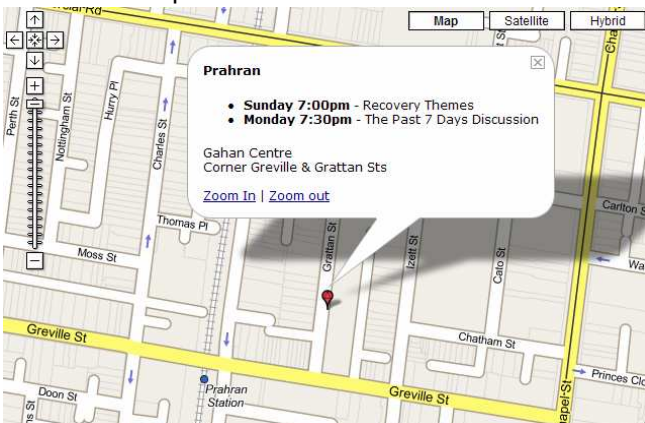 Map
Satellite
Hybrid
Prahran
Sunday 7:00pm - Recovery Themes
Monday 7:30pm - The Past 7 Days Discussion
Gahan Centre
Corner Greville & Grattan Sts
Zoom In | Zoom out
Perth St
Nottingham St
Hurry Pl
Charles St
Thomas Pl
Moss St
Grattan St
Izett St
Cato St
Carlton S
Wa
Greville St
Chatham St
Princes Clo
Doon St
Prahran
Station
Greville St
apel St